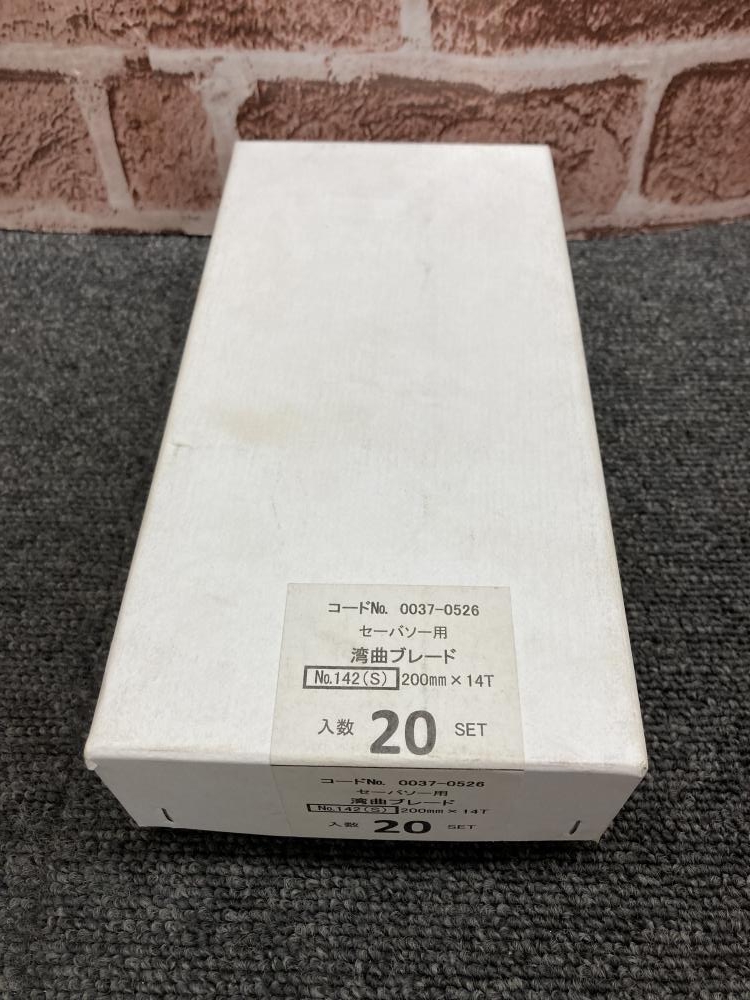 コードNo. 0037-0526
セーバソー用
湾曲ブレード
No.142(S) 200mm×14T
入数 20 SET
コードNo. 0037-0526
セーバソー用
湾曲ブレード
No.142(S) 200mm×14T
入数 20 SET